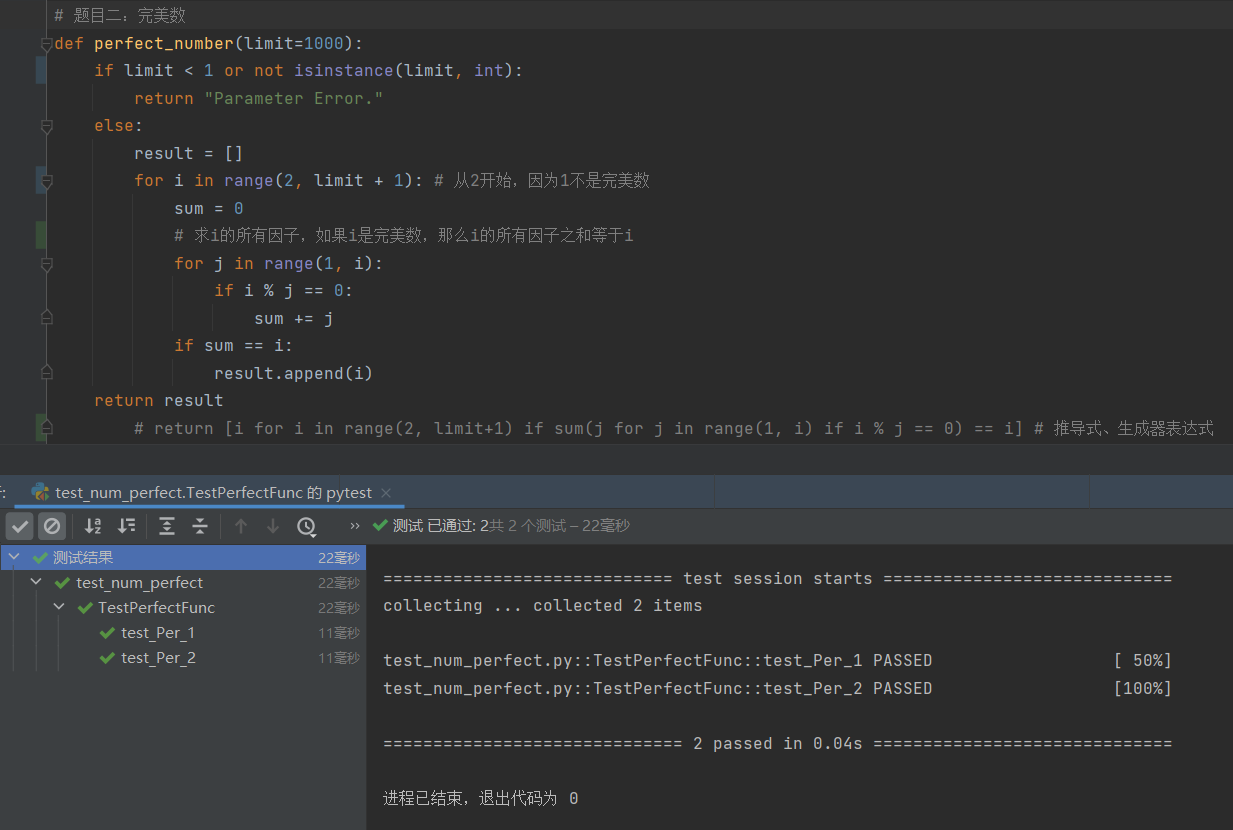 # 题目二：完美数
def perfect_number(limit=1000):
    if limit < 1 or not isinstance(limit, int):
        return "Parameter Error."
    else:
        result = []
        for i in range(2, limit + 1): # 从2开始，因为1不是完美数
            sum = 0
            # 求i的所有因子，如果i是完美数，那么i的所有因子之和等于i
            for j in range(1, i):
                if i % j == 0:
                    sum += j
            if sum == i:
                result.append(i)
    return result
        # return [i for i in range(2, limit+1) if sum(j for j in range(1, i) if i % j == 0) == i] # 推导式、生成器表达式
test_num_perfect.TestPerfectFunc 的 pytest ×
» 测试 已通过: 2共 2 个测试 – 22毫秒
测试结果 22毫秒
test_num_perfect 22毫秒
TestPerfectFunc 22毫秒
test_Per_1 11毫秒
test_Per_2 11毫秒
============================= test session starts =============================
collecting ... collected 2 items
test_num_perfect.py::TestPerfectFunc::test_Per_1 PASSED [ 50%]
test_num_perfect.py::TestPerfectFunc::test_Per_2 PASSED [100%]
============================== 2 passed in 0.04s ==============================
进程已结束，退出代码为 0